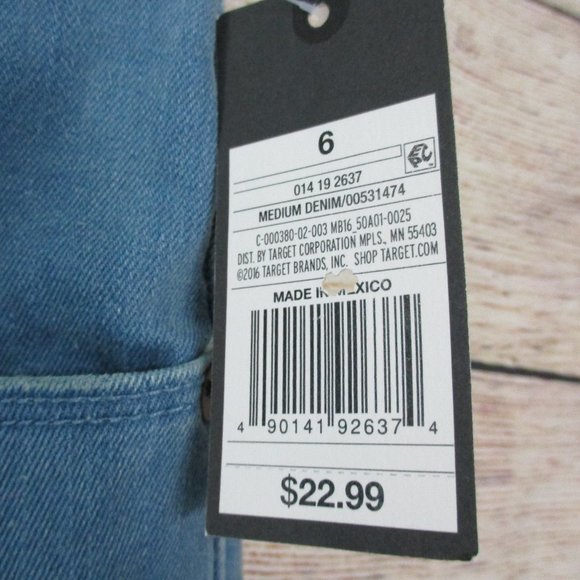 6
EPC
014 19 2637
MEDIUM DENIM/00531474
C-000380-02-003 MB16_50A01-0025
DIST. BY TARGET CORPORATION MPLS., MN 55403
©2016 TARGET BRANDS, INC. SHOP TARGET.COM
MADE IN MEXICO
4 90141 92637 4
$22.99